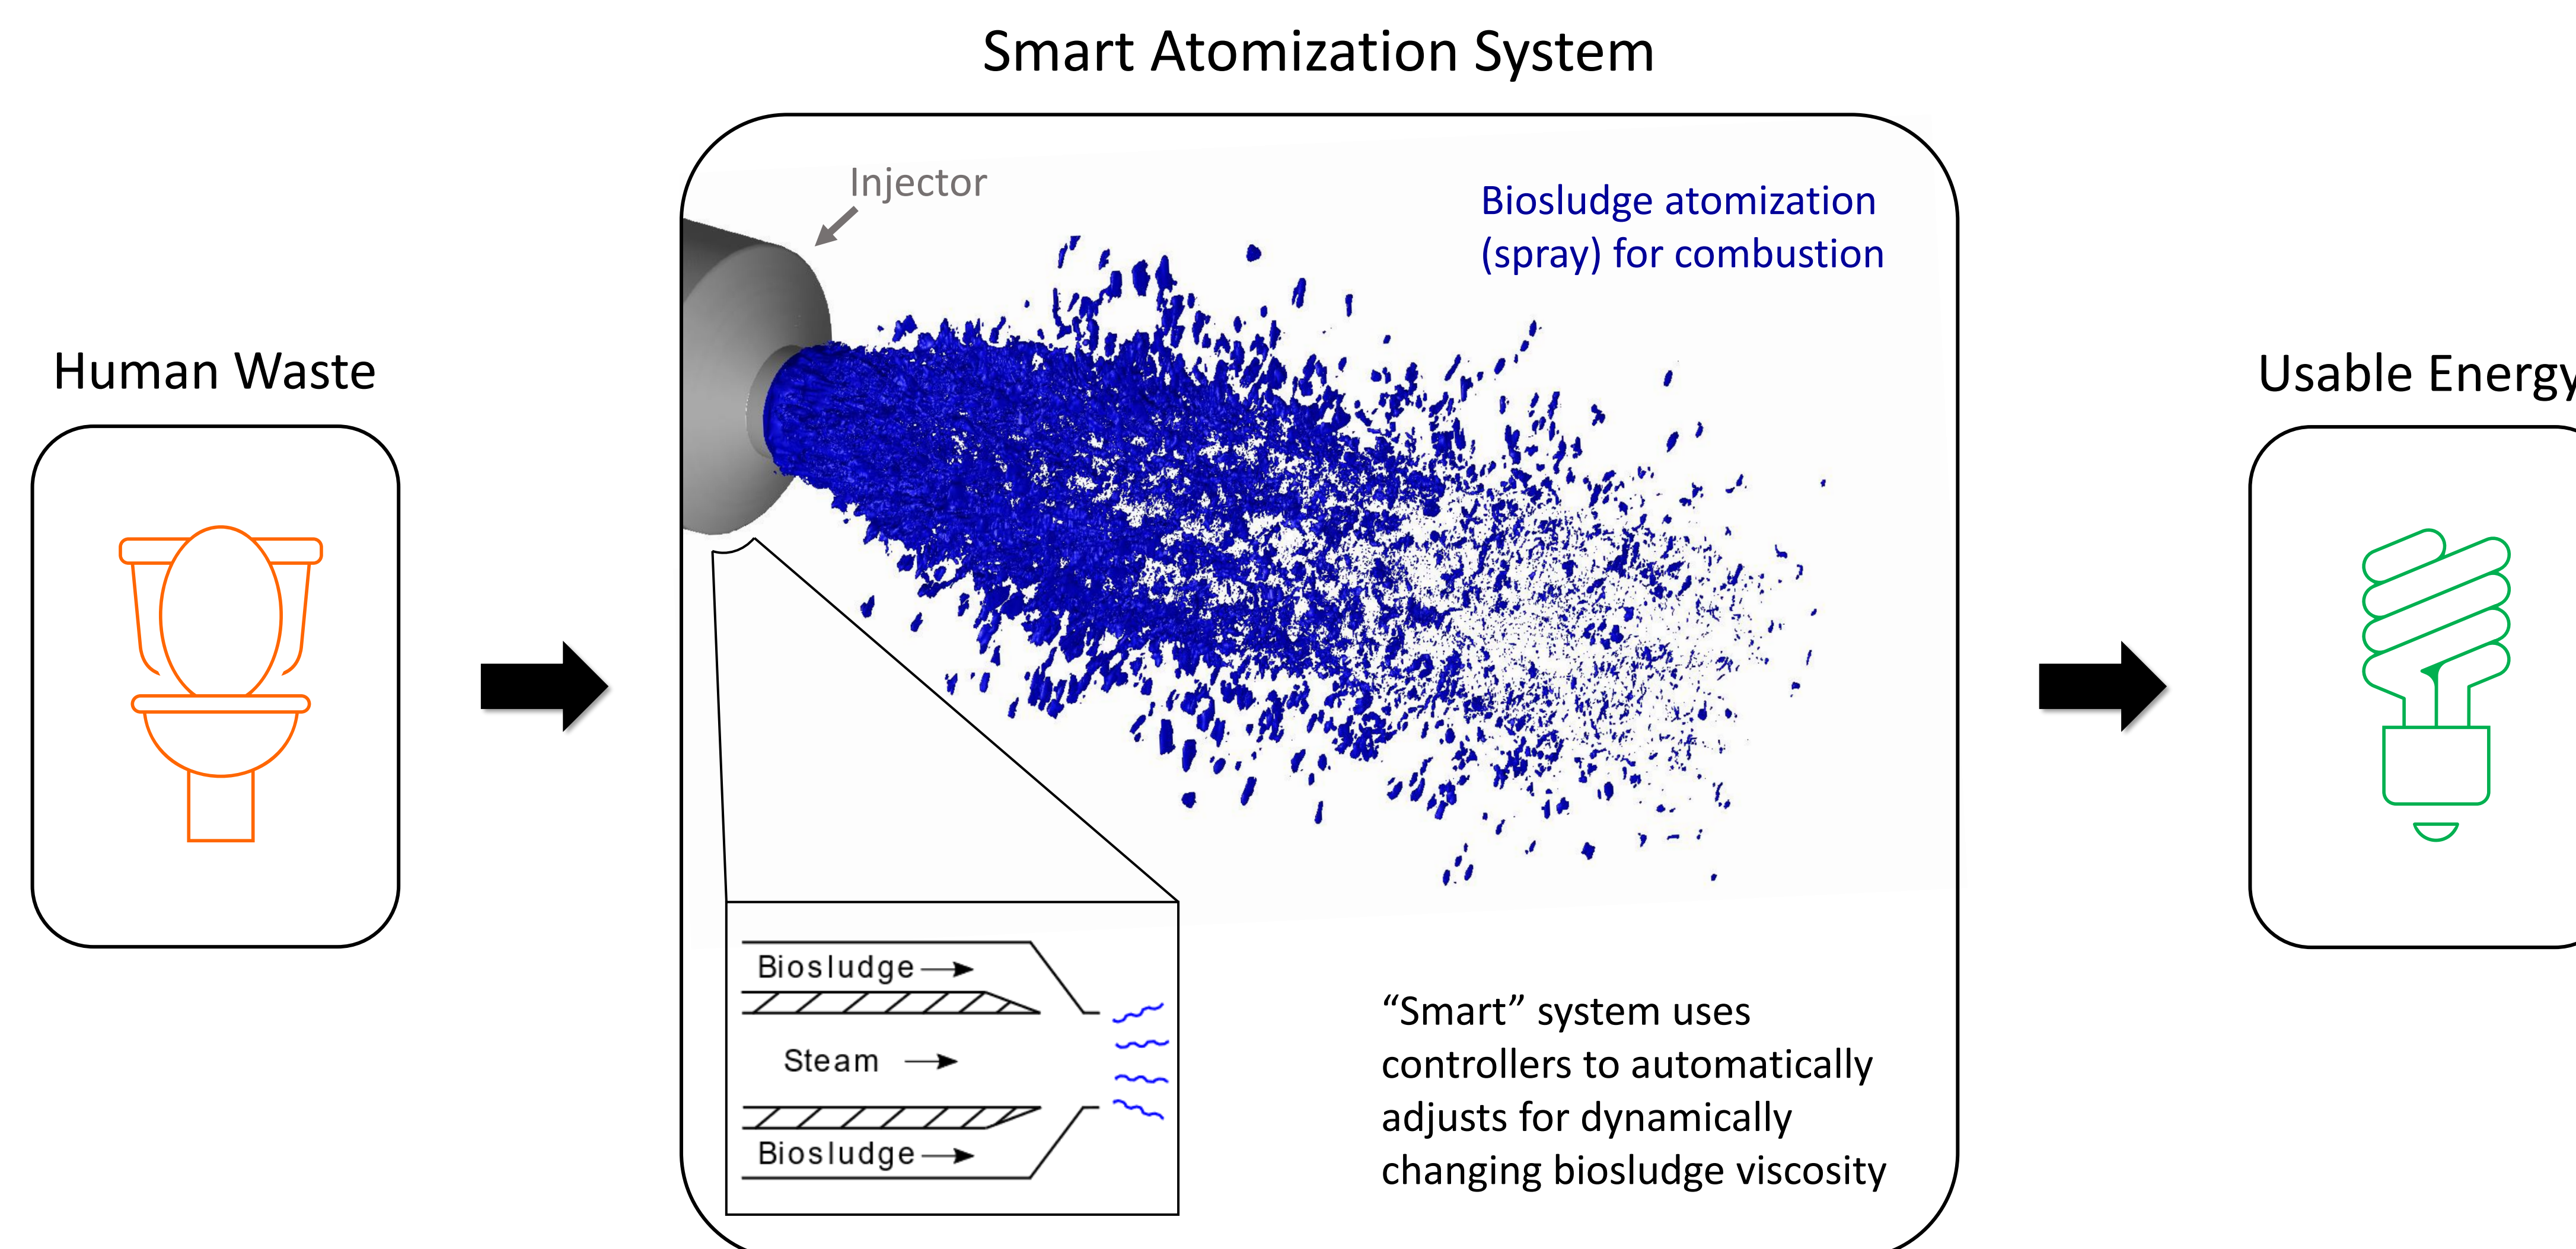 Smart Atomization System
Injector
Biosludge atomization
(spray) for combustion
Human Waste
Usable Energy
Biosludge
Steam
Biosludge
“Smart” system uses
controllers to automatically
adjusts for dynamically
changing biosludge viscosity